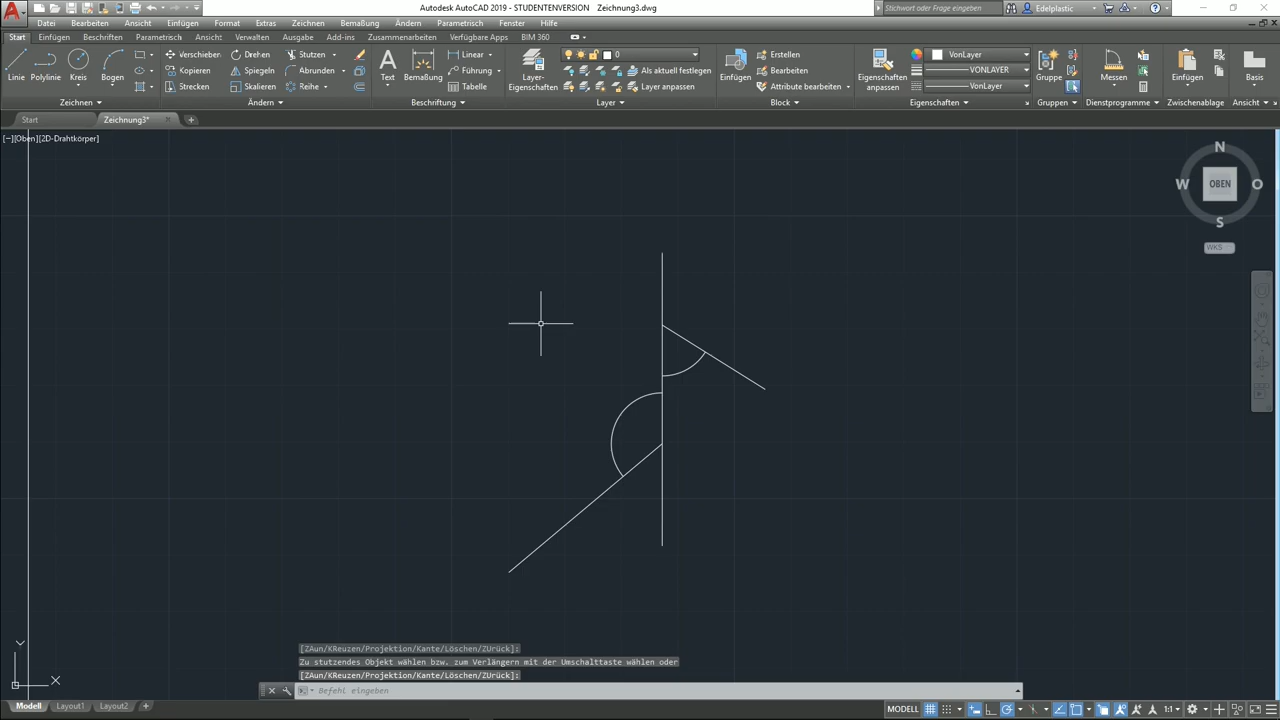 Autodesk AutoCAD 2019 - STUDENTENVERSION Zeichnung3.dwg
Stichwort oder Frage eingeben
Edelplastic
Datei Bearbeiten Ansicht Einfügen Format Extras Zeichnen Bemaßung Ändern Parametrisch Fenster Hilfe
Start Einfügen Beschriften Parametrisch Ansicht Verwalten Ausgabe Add-ins Zusammenarbeiten Verfügbare Apps BIM 360
Linie Polylinie Kreis Bogen
Verschieben Drehen Stutzen
Kopieren Spiegeln Abrunden
Strecken Skalieren Reihe
Text Bemaßung
Linear
Führung
Tabelle
Layer-
Eigenschaften
0
Als aktuell festlegen
Layer anpassen
Einfügen
Erstellen
Bearbeiten
Attribute bearbeiten
Eigenschaften
anpassen
VonLayer
VONLAYER
VonLayer
Gruppe
Messen
Einfügen
Basis
Zeichnen Ändern Beschriftung Layer Block Eigenschaften Gruppen Dienstprogramme Zwischenablage Ansicht
Start Zeichnung3*
[−][Oben][2D-Drahtkörper]
N
W OBEN O
S
WKS
[ZAun/KReuzen/Projektion/Kante/Löschen/ZUrück]:
Zu stutzendes Objekt wählen bzw. zum Verlängern mit der Umschalttaste wählen oder
[ZAun/KReuzen/Projektion/Kante/Löschen/ZUrück]:
Befehl eingeben
Modell Layout1 Layout2
MODELL
1:1